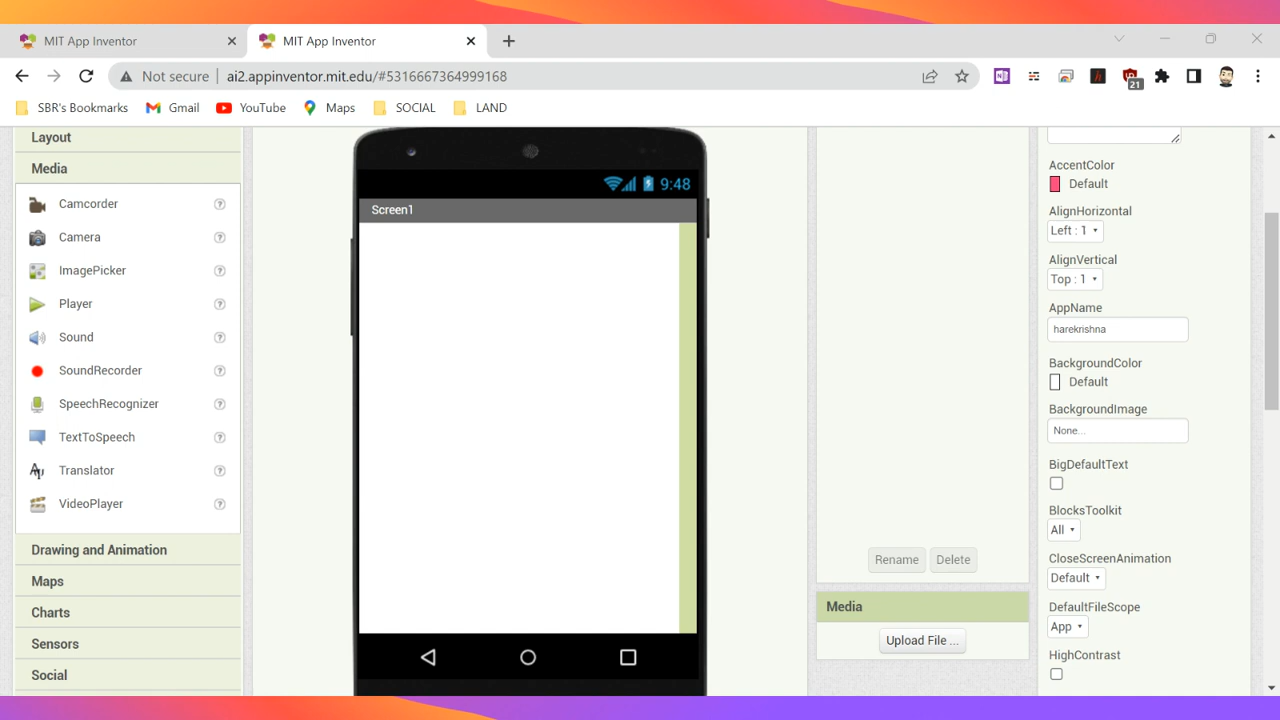 MIT App Inventor
MIT App Inventor
Not secure
ai2.appinventor.mit.edu/#5316667364999168
21
SBR's Bookmarks
Gmail
YouTube
Maps
SOCIAL
LAND
Layout
Media
Camcorder
Camera
ImagePicker
Player
Sound
SoundRecorder
SpeechRecognizer
TextToSpeech
Translator
VideoPlayer
Drawing and Animation
Maps
Charts
Sensors
Social
9:48
Screen1
Rename
Delete
Media
Upload File ...
AccentColor
Default
AlignHorizontal
Left : 1
AlignVertical
Top : 1
AppName
harekrishna
BackgroundColor
Default
BackgroundImage
None...
BigDefaultText
BlocksToolkit
All
CloseScreenAnimation
Default
DefaultFileScope
App
HighContrast